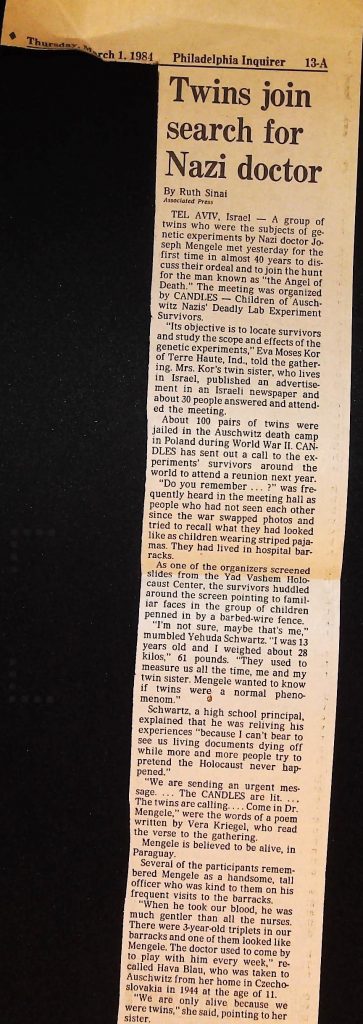 Thursday, March 1, 1984 Philadelphia Inquirer 13-A
Twins join
search for
Nazi doctor
By Ruth Sinai
Associated Press
TEL AVIV, Israel — A group of
twins who were the subjects of ge-
netic experiments by Nazi doctor Jo-
seph Mengele met yesterday for the
first time in almost 40 years to dis-
cuss their ordeal and to join the hunt
for the man known as "the Angel of
Death." The meeting was organized
by CANDLES — Children of Ausch-
witz Nazis' Deadly Lab Experiment
Survivors.
"Its objective is to locate survivors
and study the scope and effects of the
genetic experiments," Eva Moses Kor
of Terre Haute, Ind., told the gather-
ing. Mrs. Kor's twin sister, who lives
in Israel, published an advertise-
ment in an Israeli newspaper and
about 30 people answered and attend-
ed the meeting.
About 100 pairs of twins were
jailed in the Auschwitz death camp
in Poland during World War II. CAN-
DLES has sent out a call to the ex-
periments' survivors around the
world to attend a reunion next year.
"Do you remember . . . ?" was fre-
quently heard in the meeting hall as
people who had not seen each other
since the war swapped photos and
tried to recall what they had looked
like as children wearing striped paja-
mas. They had lived in hospital bar-
racks.
As one of the organizers screened
slides from the Yad Vashem Holo-
caust Center, the survivors huddled
around the screen pointing to famil-
iar faces in the group of children
penned in by a barbed-wire fence.
"I'm not sure, maybe that's me,"
mumbled Yehuda Schwartz. "I was 13
years old and I weighed about 28
kilos," 61 pounds. "They used to
measure us all the time, me and my
twin sister. Mengele wanted to know
if twins were a normal pheno-
menom."
Schwartz, a high school principal,
explained that he was reliving his
experiences "because I can't bear to
see us living documents dying off
while more and more people try to
pretend the Holocaust never hap-
pened."
"We are sending an urgent mes-
sage. . . . The CANDLES are lit. . . .
The twins are calling. . . . Come in Dr.
Mengele," were the words of a poem
written by Vera Kriegel, who read
the verse to the gathering.
Mengele is believed to be alive, in
Paraguay.
Several of the participants remem-
bered Mengele as a handsome, tall
officer who was kind to them on his
frequent visits to the barracks.
"When he took our blood, he was
much gentler than all the nurses.
There were 3-year-old triplets in our
barracks and one of them looked like
Mengele. The doctor used to come by
to play with him every week," re-
called Hava Blau, who was taken to
Auschwitz from her home in Czecho-
slovakia in 1944 at the age of 11.
"We are only alive because we
were twins," she said, pointing to her
sister.